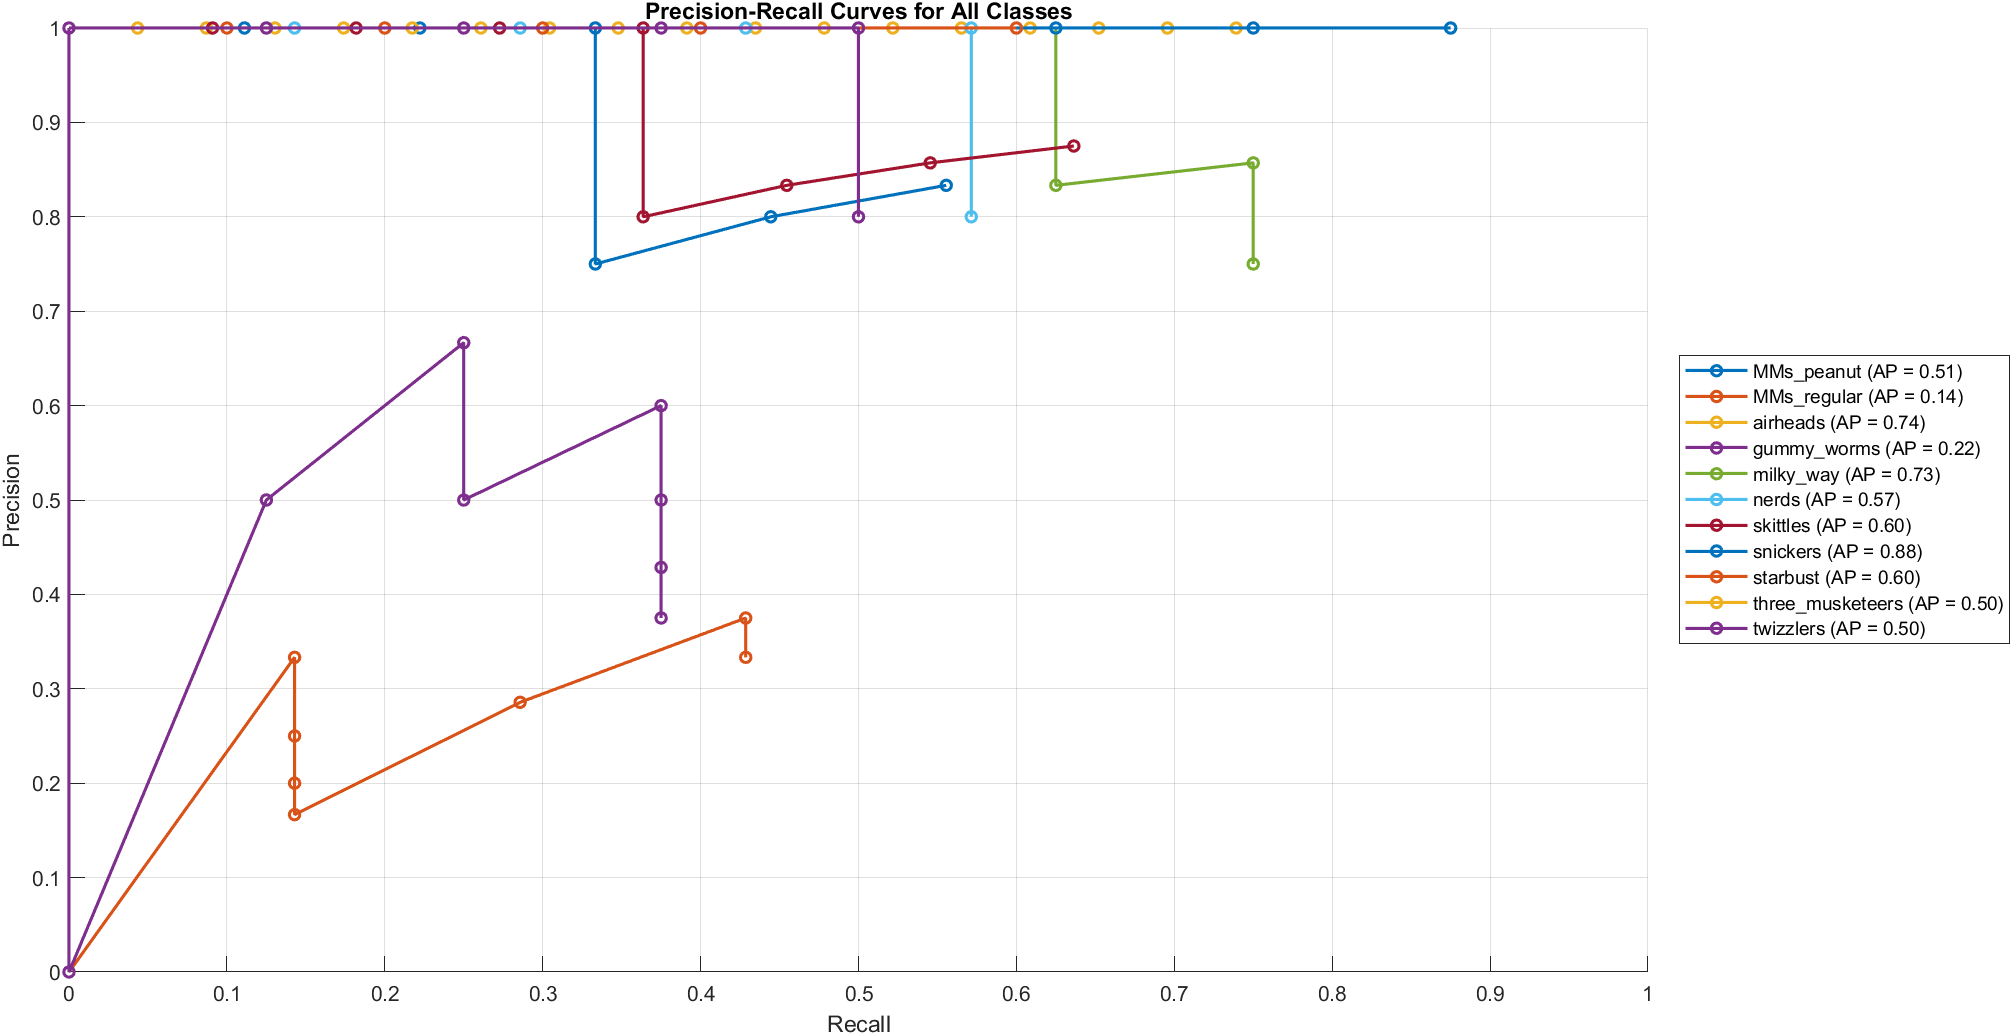 Precision-Recall Curves for All Classes
1
0.9
0.8
0.7
0.6
0.5
0.4
0.3
0.2
0.1
0
Precision
0 0.1 0.2 0.3 0.4 0.5 0.6 0.7 0.8 0.9 1
Recall
MMs_peanut (AP = 0.51)
MMs_regular (AP = 0.14)
airheads (AP = 0.74)
gummy_worms (AP = 0.22)
milky_way (AP = 0.73)
nerds (AP = 0.57)
skittles (AP = 0.60)
snickers (AP = 0.88)
starbust (AP = 0.60)
three_musketeers (AP = 0.50)
twizzlers (AP = 0.50)